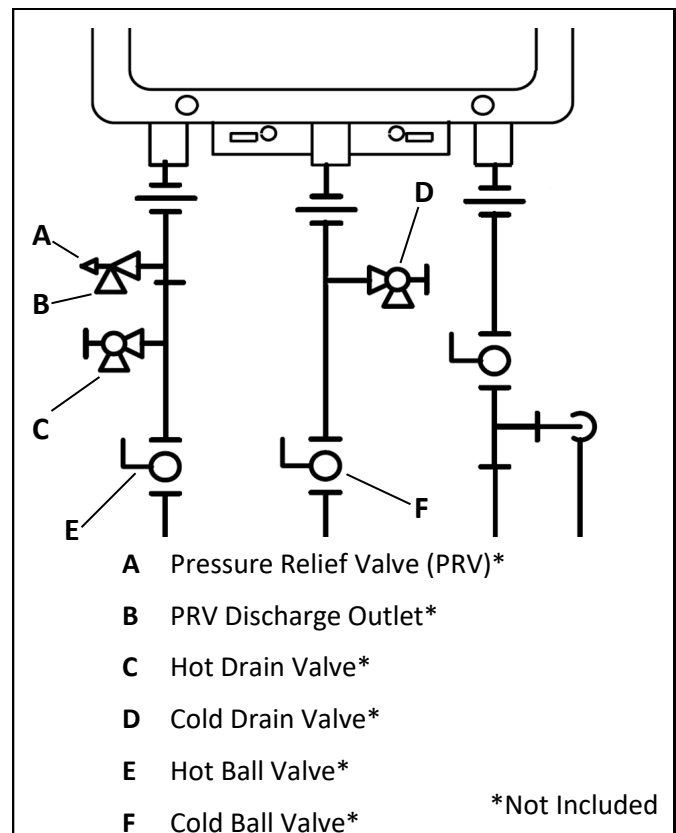 A
B
C
D
E
F
A Pressure Relief Valve (PRV)*
B PRV Discharge Outlet*
C Hot Drain Valve*
D Cold Drain Valve*
E Hot Ball Valve*
F Cold Ball Valve*
*Not Included